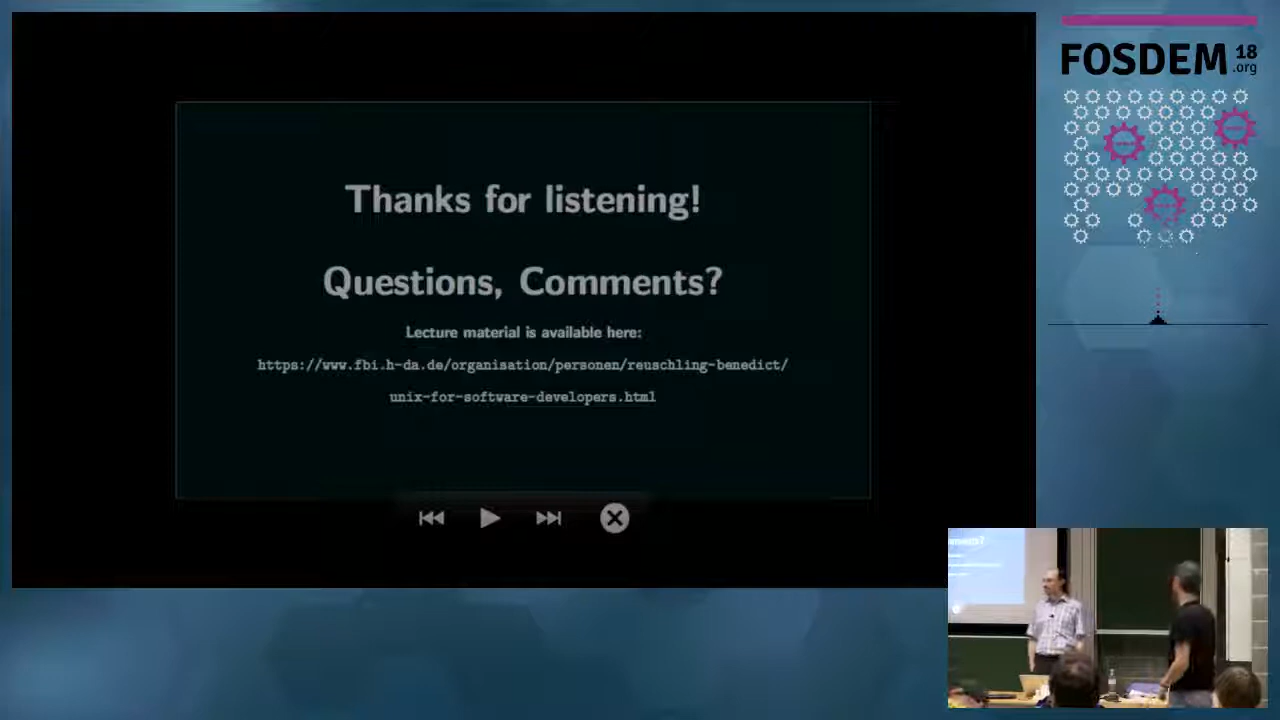 FOSDEM 18
.org
Thanks for listening!
Questions, Comments?
Lecture material is available here:
https://www.fbi.h-da.de/organisation/personen/reuschling-benedict/
unix-for-software-developers.html